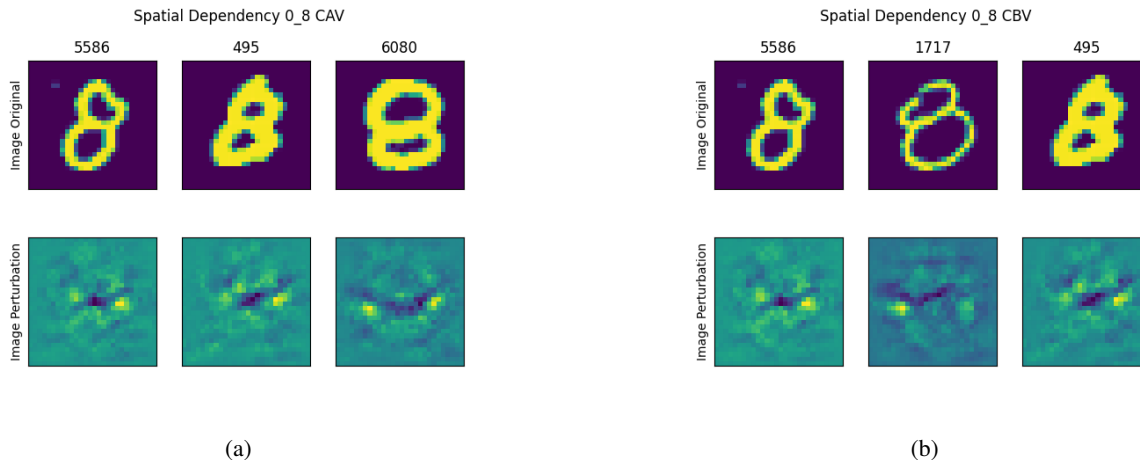 Spatial Dependency 0_8 CAV
5586 495 6080
Image Original
Image Perturbation
(a)
Spatial Dependency 0_8 CBV
5586 1717 495
Image Original
Image Perturbation
(b)